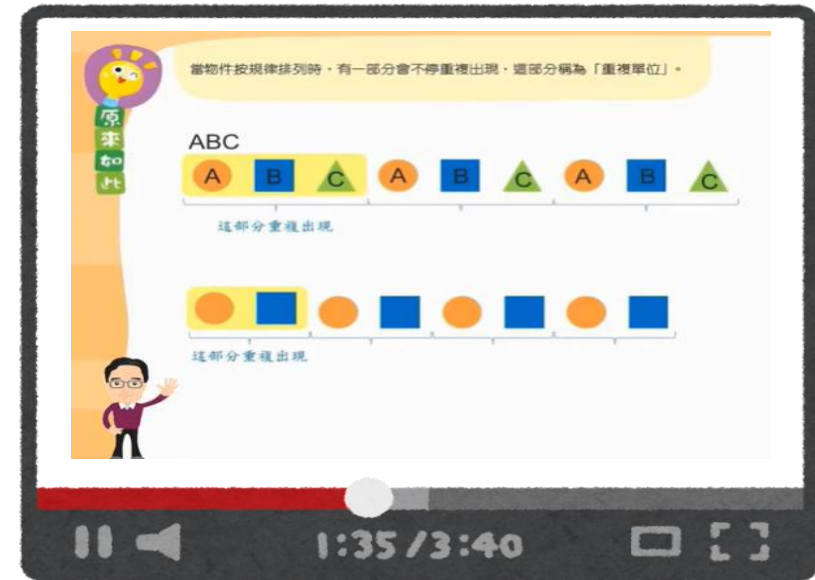 當物件按規律排列時，有一部分會不停重複出現，這部分稱為「重複單位」。
原來如此
ABC
A B C A B C A B C
這部分重複出現
這部分重複出現
1:35/3:40